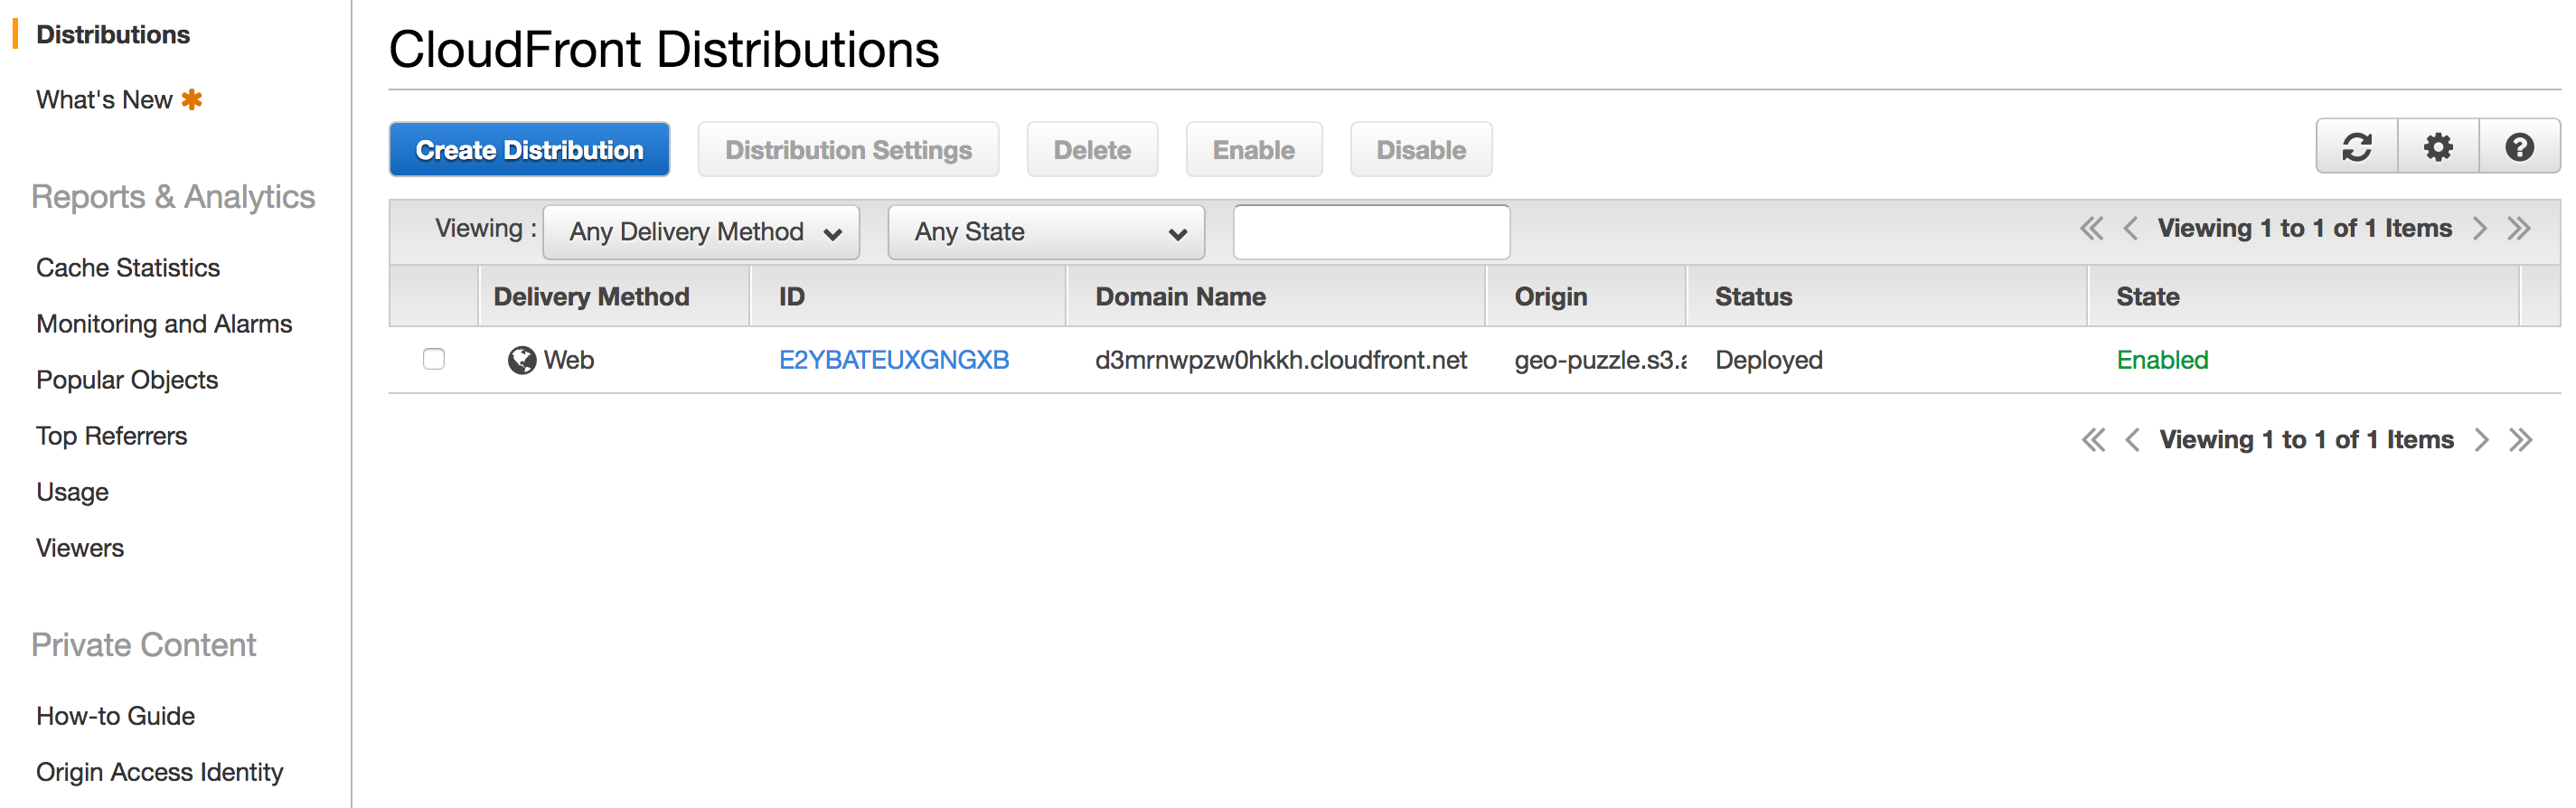 Distributions
What's New
Reports & Analytics
Cache Statistics
Monitoring and Alarms
Popular Objects
Top Referrers
Usage
Viewers
Private Content
How-to Guide
Origin Access Identity
CloudFront Distributions
Create Distribution Distribution Settings Delete Enable Disable
Viewing : Any Delivery Method Any State Viewing 1 to 1 of 1 Items
Delivery Method ID Domain Name Origin Status State
Web E2YBATEUXGNGXB d3mrnwpzw0hkkh.cloudfront.net geo-puzzle.s3.a Deployed Enabled
Viewing 1 to 1 of 1 Items